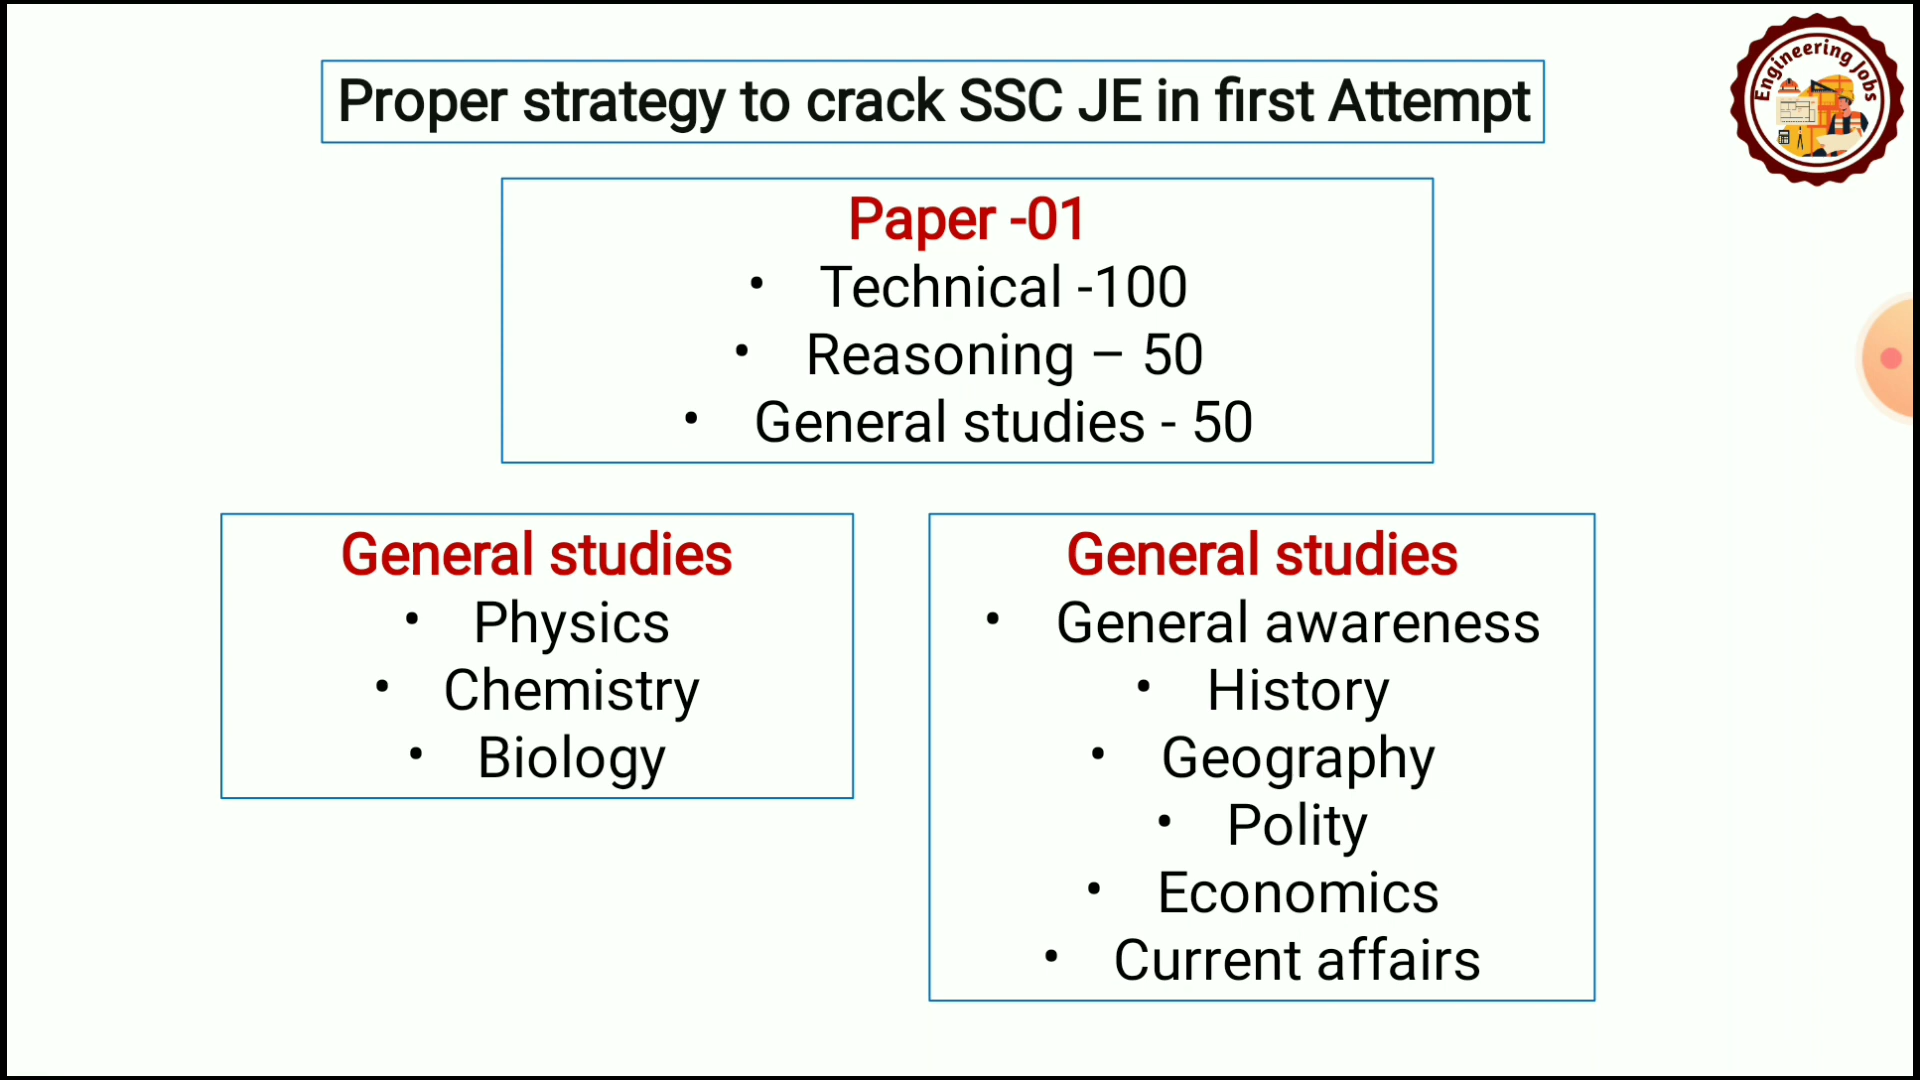 Proper strategy to crack SSC JE in first Attempt
Engineering Jobs
Paper -01
• Technical -100
• Reasoning – 50
• General studies - 50
General studies
• Physics
• Chemistry
• Biology
General studies
• General awareness
• History
• Geography
• Polity
• Economics
• Current affairs